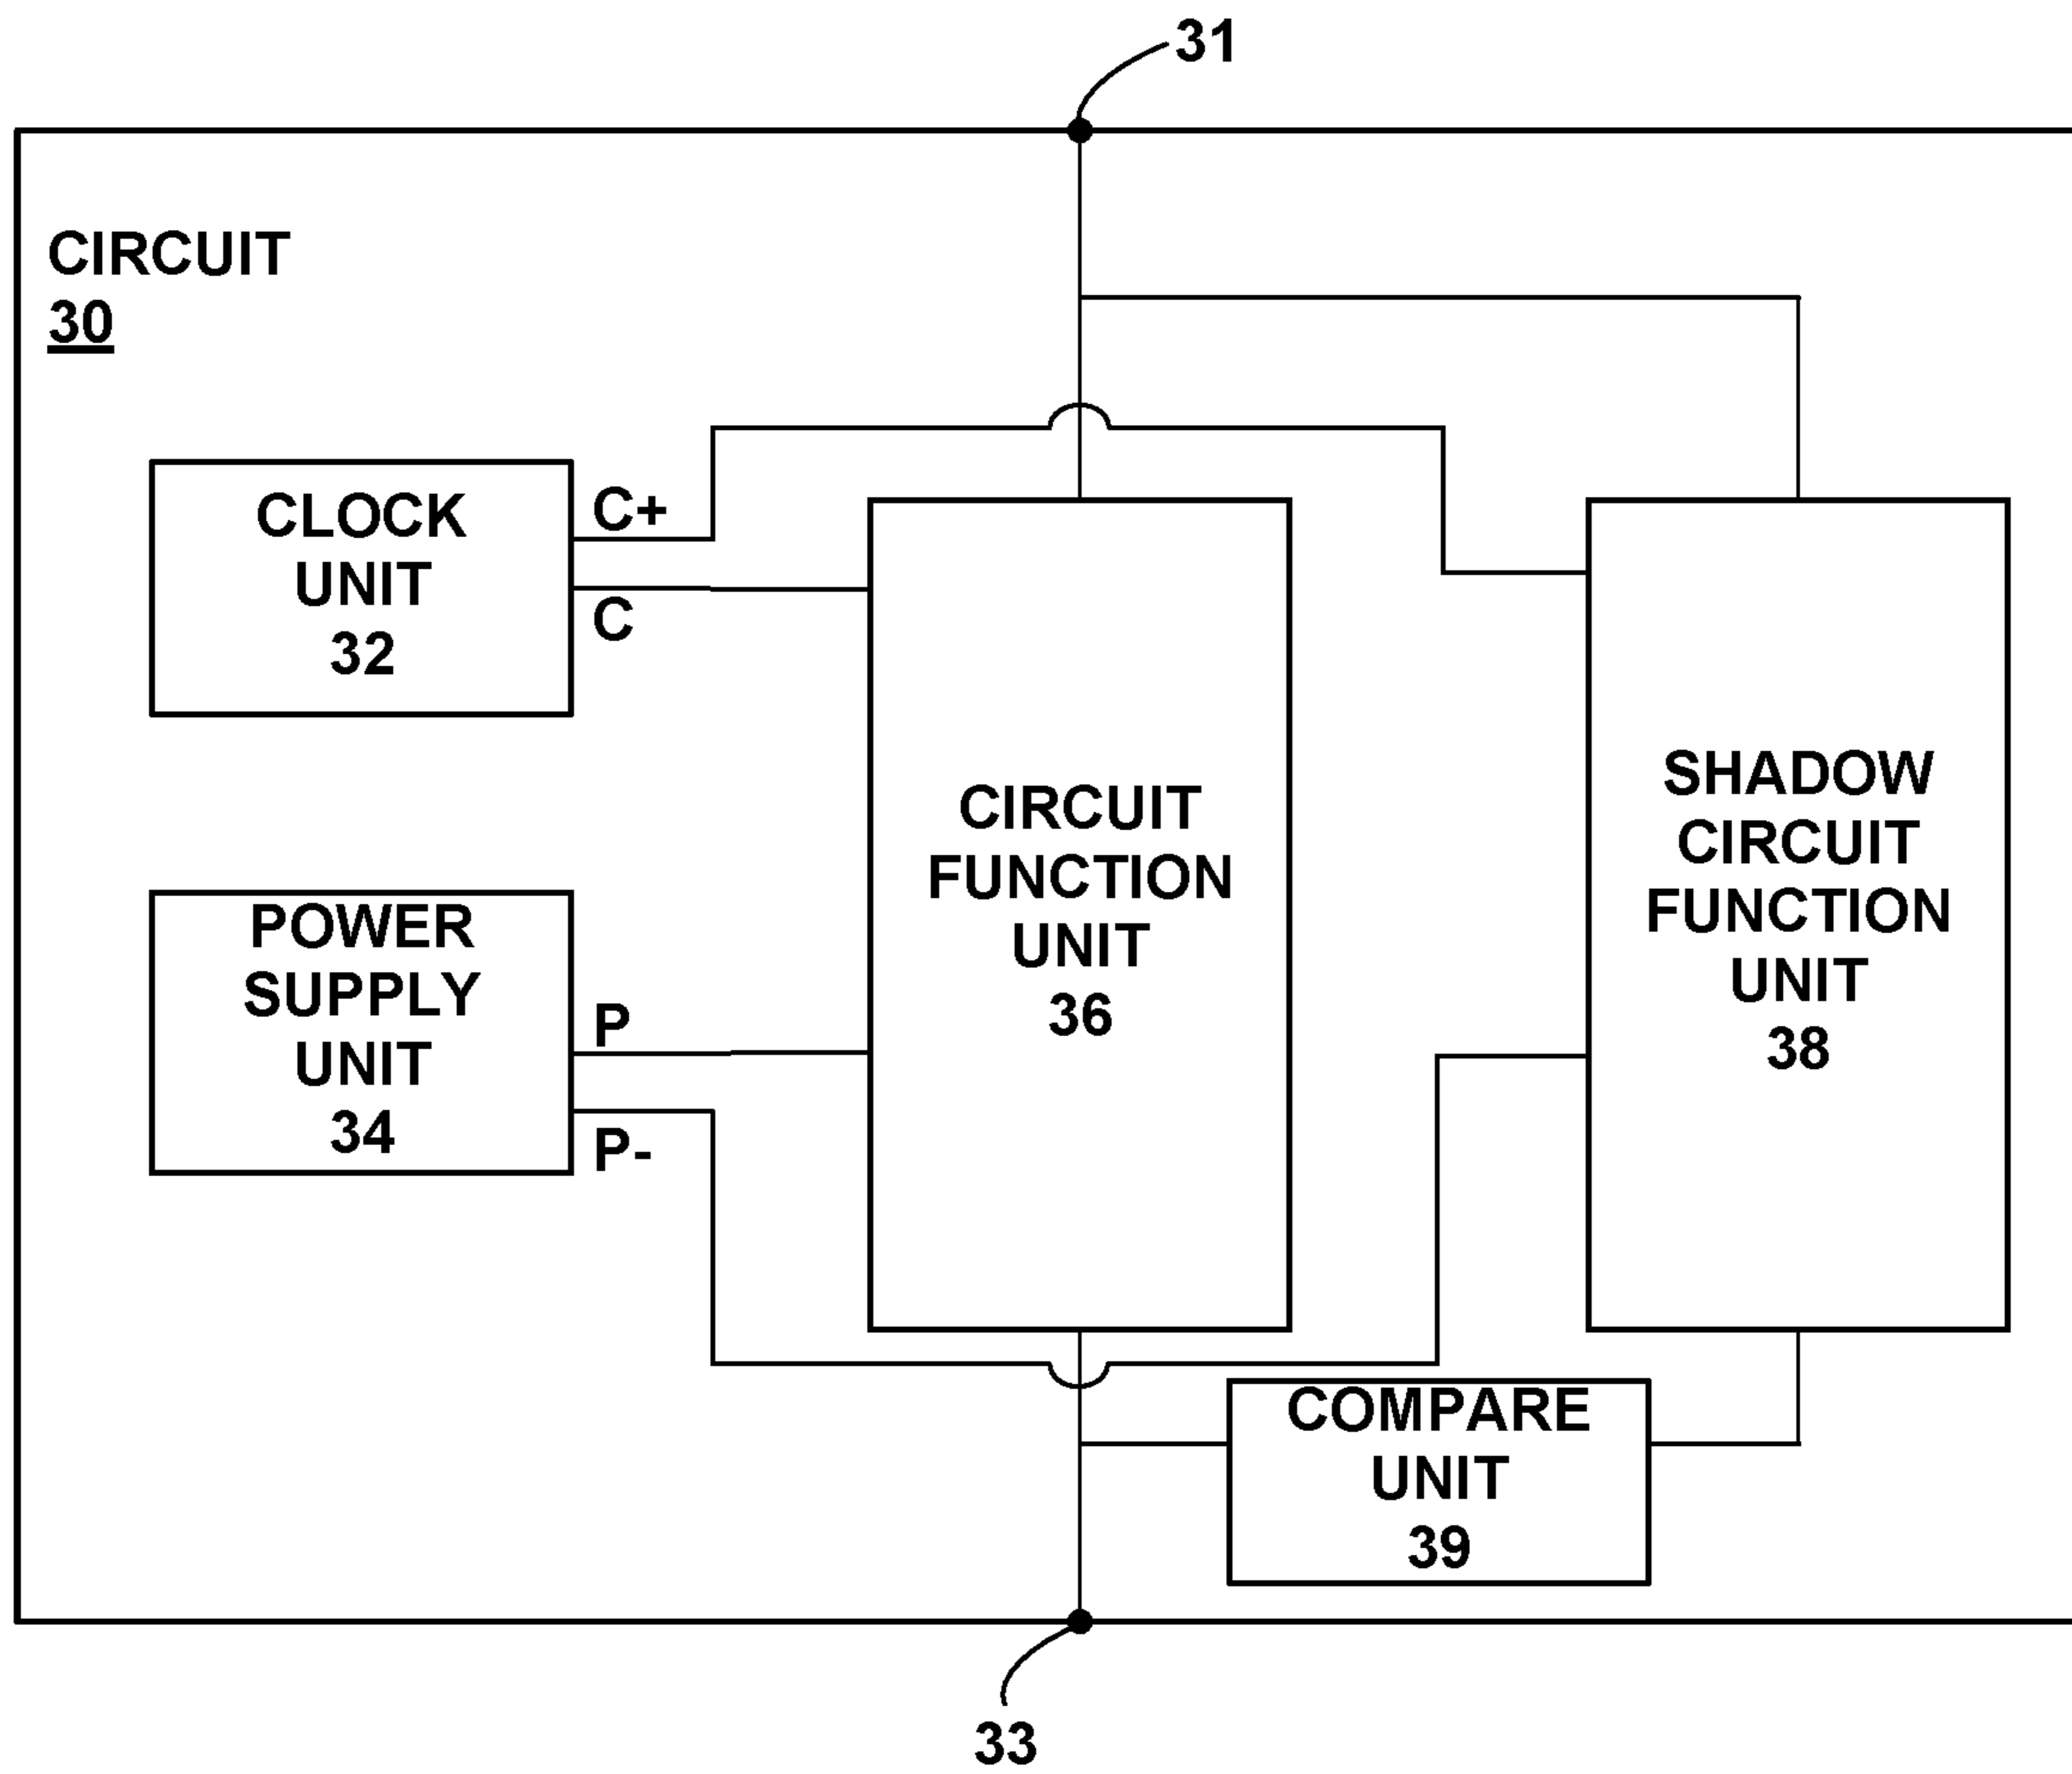 31
CIRCUIT
30
CLOCK
UNIT
32
C+
C
POWER
SUPPLY
UNIT
34
P
P-
CIRCUIT
FUNCTION
UNIT
36
SHADOW
CIRCUIT
FUNCTION
UNIT
38
COMPARE
UNIT
39
33